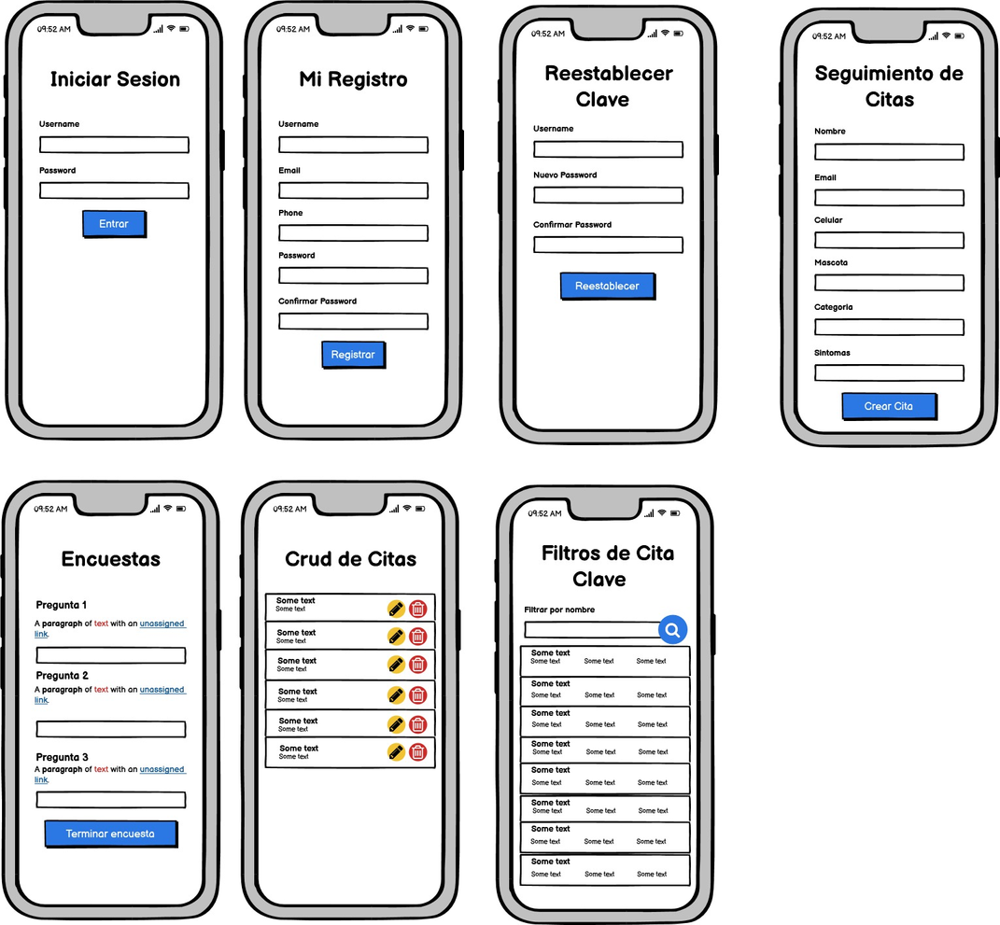 09:52 AM
Iniciar Sesion
Username
Password
Entrar
09:52 AM
Mi Registro
Username
Email
Phone
Password
Confirmar Password
Registrar
09:52 AM
Reestablecer
Clave
Username
Nuevo Password
Confirmar Password
Reestablecer
09:52 AM
Seguimiento de
Citas
Nombre
Email
Celular
Mascota
Categoria
Sintomas
Crear Cita
09:52 AM
Encuestas
Pregunta 1
A paragraph of text with an unassigned
link.
Pregunta 2
A paragraph of text with an unassigned
link.
Pregunta 3
A paragraph of text with an unassigned
link.
Terminar encuesta
09:52 AM
Crud de Citas
Some text
Some text
Some text
Some text
Some text
Some text
Some text
Some text
Some text
Some text
Some text
Some text
09:52 AM
Filtros de Cita
Clave
Filtrar por nombre
Some text
Some text Some text Some text
Some text
Some text Some text Some text
Some text
Some text Some text Some text
Some text
Some text Some text Some text
Some text
Some text Some text Some text
Some text
Some text Some text Some text
Some text
Some text Some text Some text
Some text
Some text Some text Some text